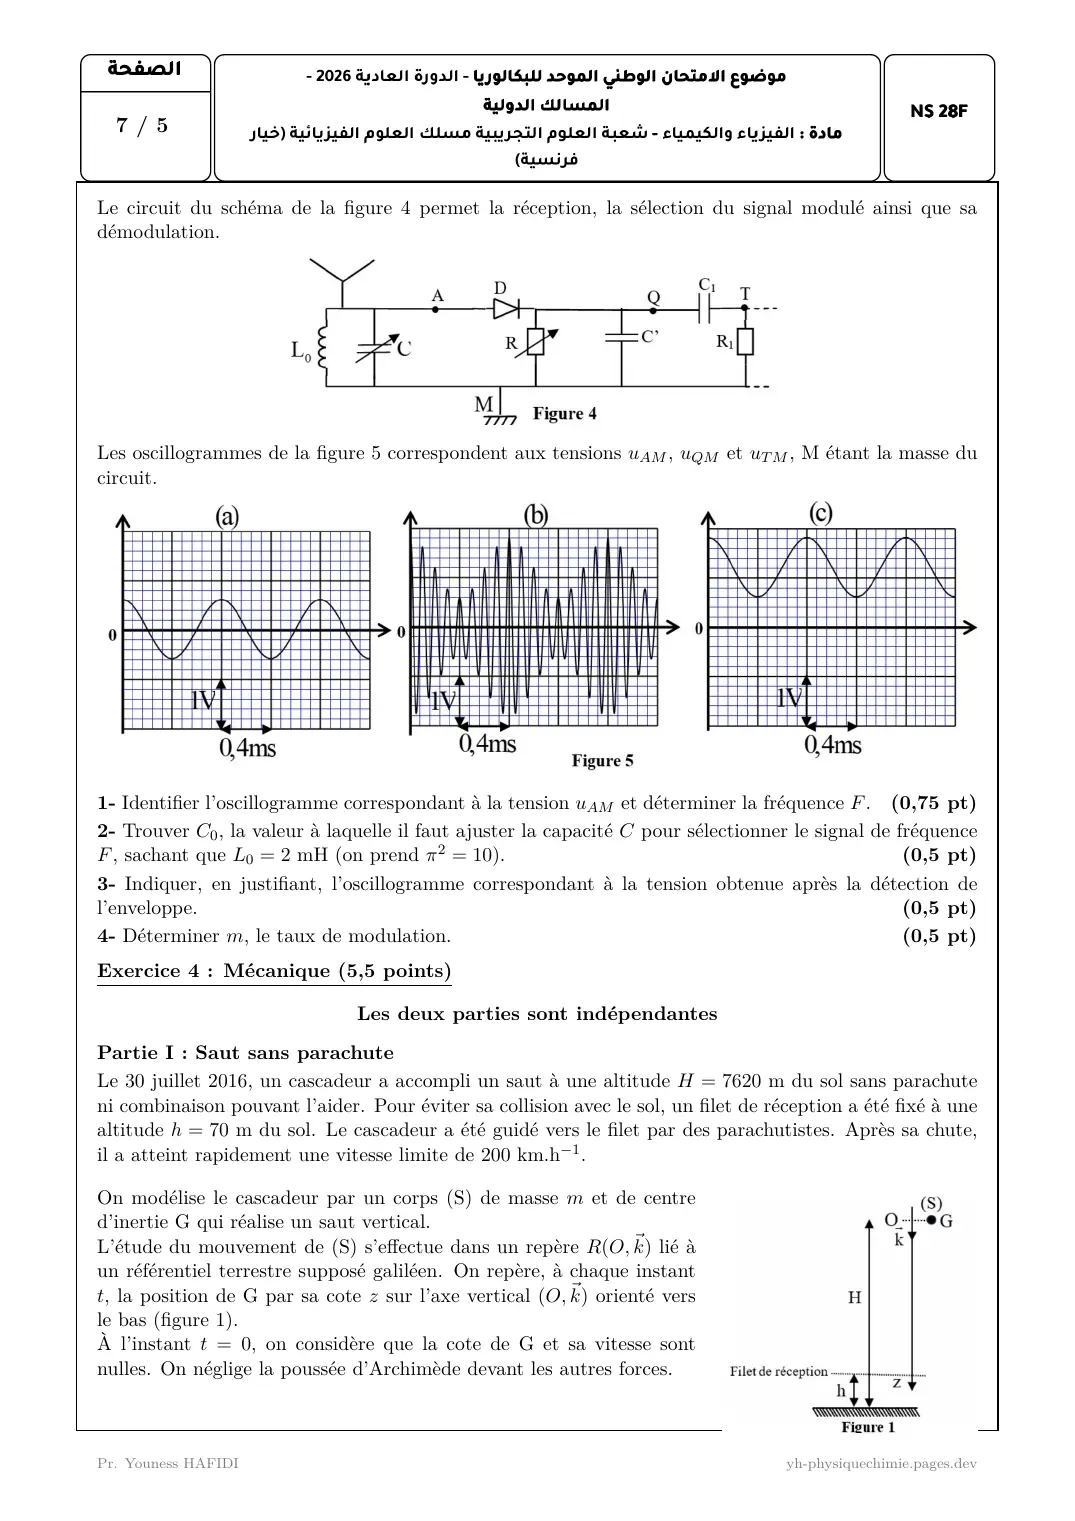 الصفحة
7 / 5
موضوع الامتحان الوطني الموحد للبكالوريا - الدورة العادية 2026 -
المسالك الدولية
مادة : الفيزياء والكيمياء - شعبة العلوم التجريبية مسلك العلوم الفيزيائية (خيار
فرنسية)
NS 28F
Le circuit du schéma de la figure 4 permet la réception, la sélection du signal modulé ainsi que sa
démodulation.
A
D
Q
C₁
T
L₀
C
R
C'
R₁
M
Figure 4
Les oscillogrammes de la figure 5 correspondent aux tensions u_AM, u_QM et u_TM, M étant la masse du
circuit.
(a)
(b)
(c)
0
0
0
1V
1V
1V
0,4ms
0,4ms
0,4ms
Figure 5
1- Identifier l'oscillogramme correspondant à la tension u_AM et déterminer la fréquence F. (0,75 pt)
2- Trouver C₀, la valeur à laquelle il faut ajuster la capacité C pour sélectionner le signal de fréquence
F, sachant que L₀ = 2 mH (on prend π² = 10). (0,5 pt)
3- Indiquer, en justifiant, l'oscillogramme correspondant à la tension obtenue après la détection de
l'enveloppe. (0,5 pt)
4- Déterminer m, le taux de modulation. (0,5 pt)
Exercice 4 : Mécanique (5,5 points)
Les deux parties sont indépendantes
Partie I : Saut sans parachute
Le 30 juillet 2016, un cascadeur a accompli un saut à une altitude H = 7620 m du sol sans parachute
ni combinaison pouvant l'aider. Pour éviter sa collision avec le sol, un filet de réception a été fixé à une
altitude h = 70 m du sol. Le cascadeur a été guidé vers le filet par des parachutistes. Après sa chute,
il a atteint rapidement une vitesse limite de 200 km.h⁻¹.
On modélise le cascadeur par un corps (S) de masse m et de centre
d'inertie G qui réalise un saut vertical.
L'étude du mouvement de (S) s'effectue dans un repère R(O, k⃗) lié à
un référentiel terrestre supposé galiléen. On repère, à chaque instant
t, la position de G par sa cote z sur l'axe vertical (O, k⃗) orienté vers
le bas (figure 1).
À l'instant t = 0, on considère que la cote de G et sa vitesse sont
nulles. On néglige la poussée d'Archimède devant les autres forces.
(S)
O
G
k⃗
H
Filet de réception
h
z
Figure 1
Pr. Youness HAFIDI
yh-physiquechimie.pages.dev